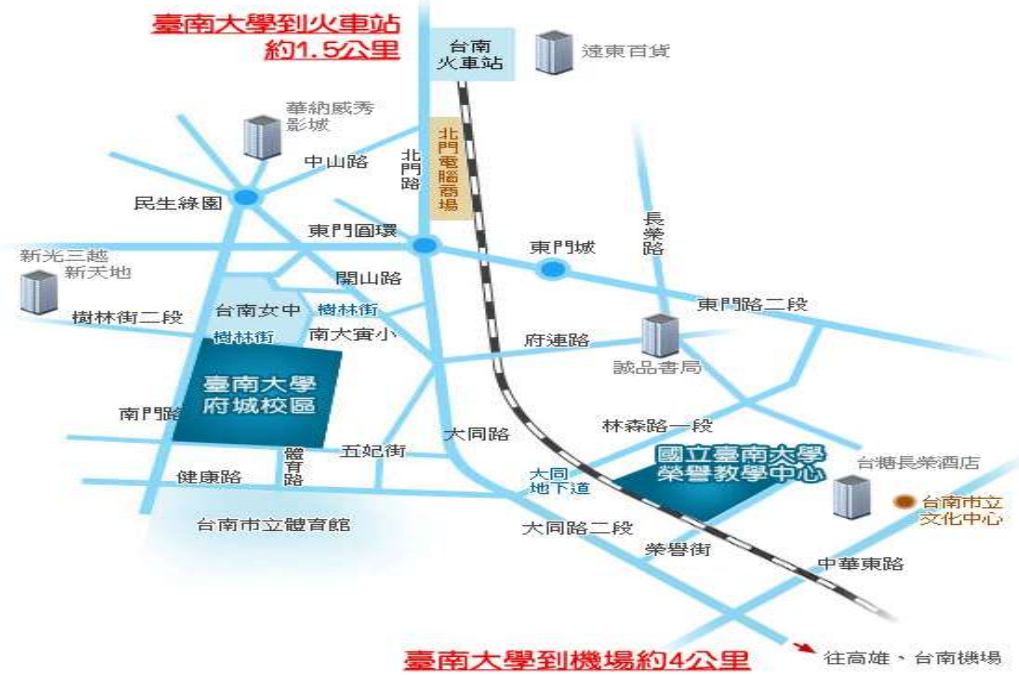 臺南大學到火車站
約1.5公里
台南
火車站
遠東百貨
華納威秀
影城
中山路
北門路
北門電腦商場
民生綠園
東門圓環
東門城
長榮路
新光三越
新天地
開山路
東門路二段
台南女中
樹林街
樹林街二段
樹林街
南大實小
府連路
誠品書局
臺南大學
府城校區
南門路
大同路
林森路一段
體育路
五妃街
健康路
國立臺南大學
榮譽教學中心
大同
地下道
台糖長榮酒店
台南市立
文化中心
台南市立體育館
大同路二段
榮譽街
中華東路
臺南大學到機場約4公里
往高雄、台南機場